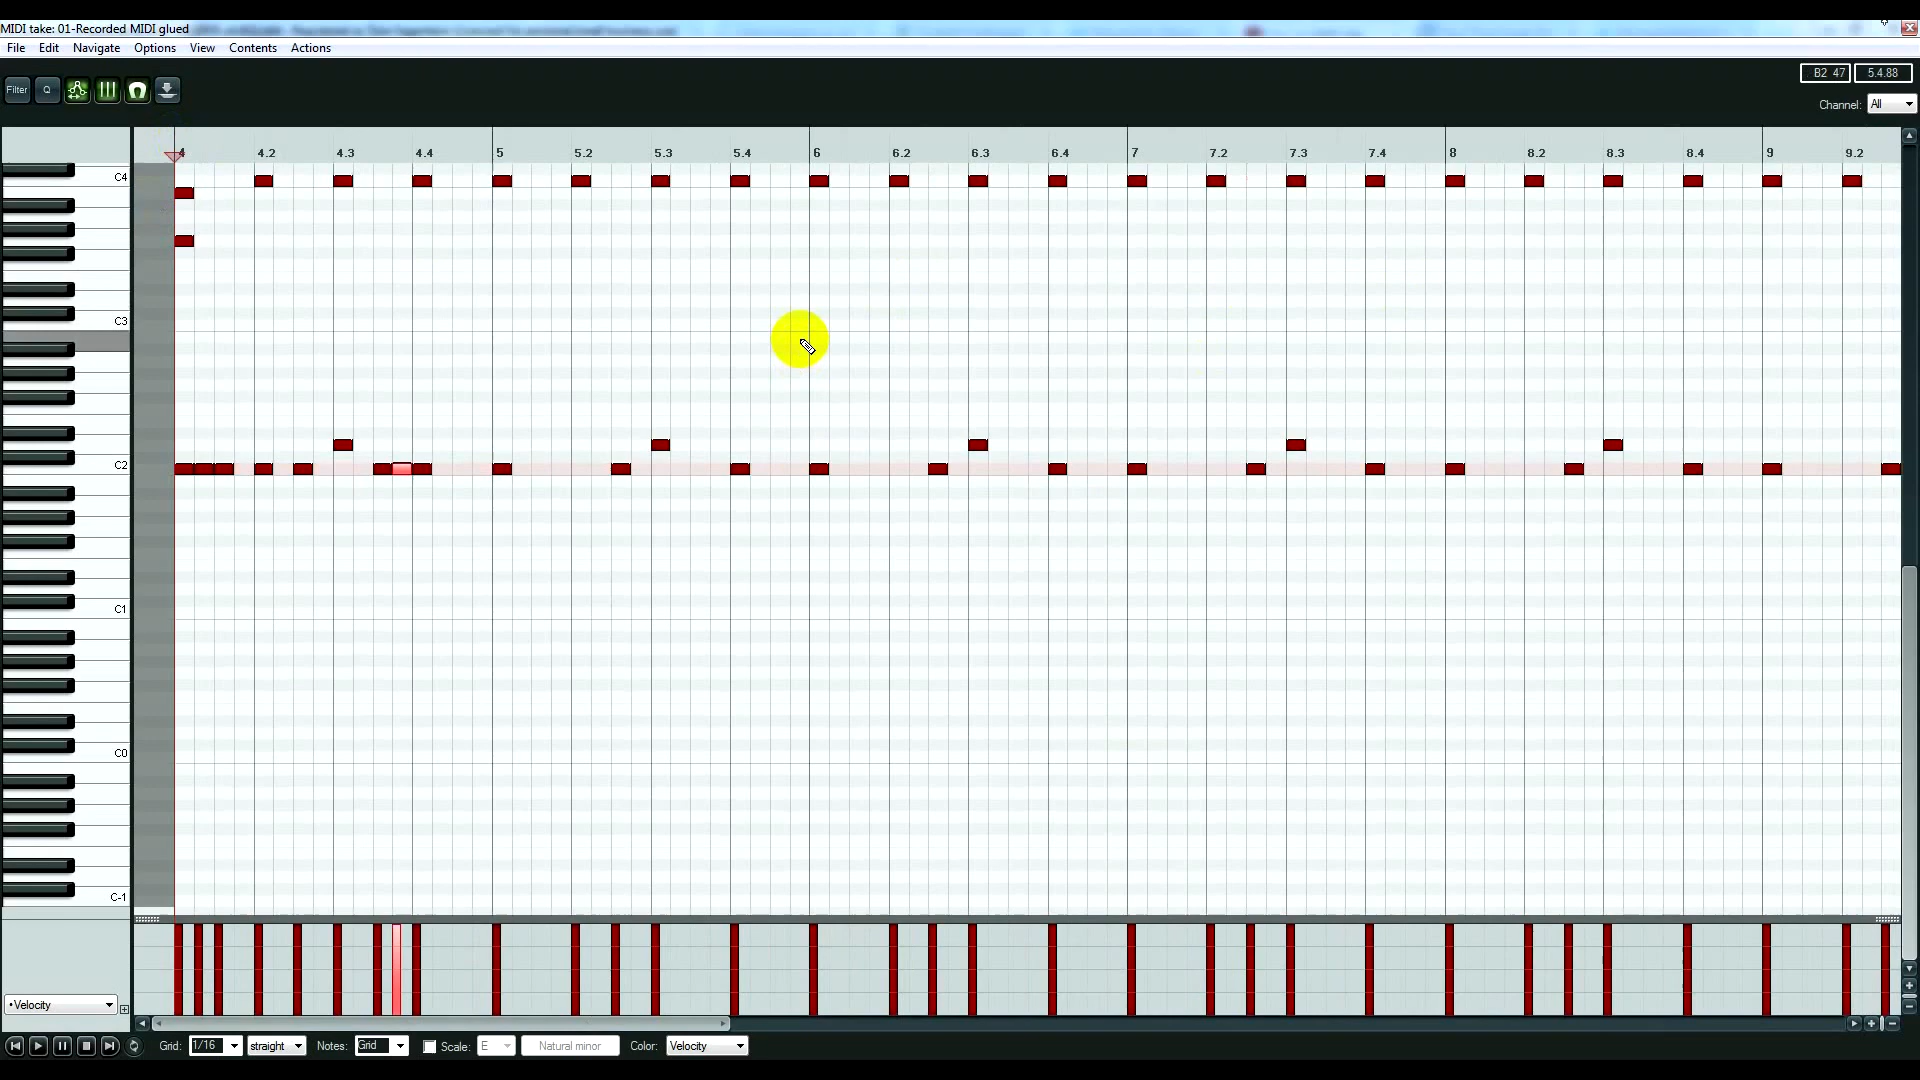 MIDI take: 01-Recorded MIDI glued
File Edit Navigate Options View Contents Actions
B2 47 5.4.88
Filter Q
Channel: All
4 4.2 4.3 4.4 5 5.2 5.3 5.4 6 6.2 6.3 6.4 7 7.2 7.3 7.4 8 8.2 8.3 8.4 9 9.2
C4
C3
C2
C1
C0
C-1
•Velocity
Grid: 1/16 straight Notes: Grid Scale: E Natural minor Color: Velocity